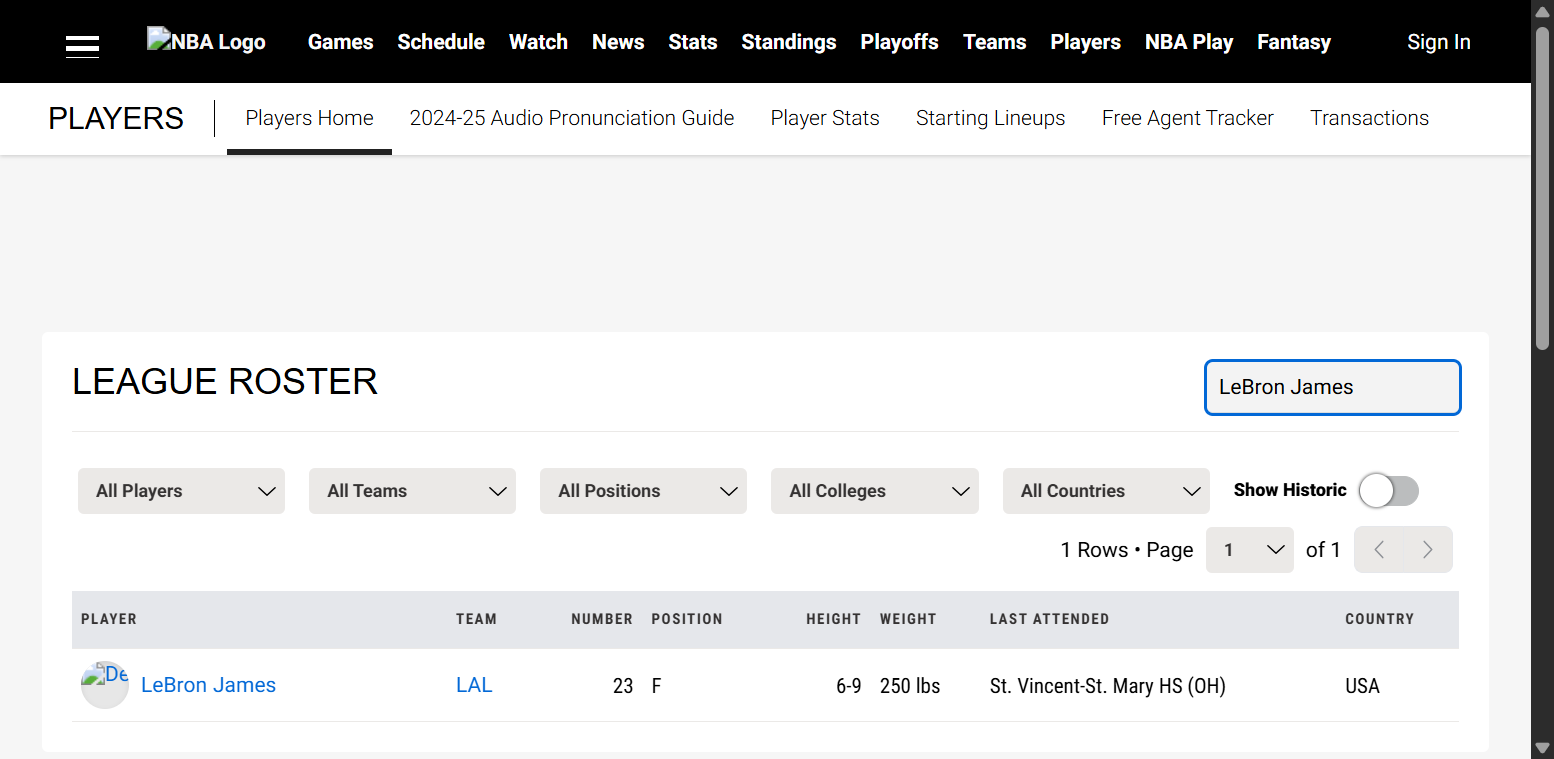 NBA Logo Games Schedule Watch News Stats Standings Playoffs Teams Players NBA Play Fantasy Sign In
PLAYERS Players Home 2024-25 Audio Pronunciation Guide Player Stats Starting Lineups Free Agent Tracker Transactions
LEAGUE ROSTER LeBron James
All Players All Teams All Positions All Colleges All Countries Show Historic
1 Rows • Page 1 of 1
PLAYER TEAM NUMBER POSITION HEIGHT WEIGHT LAST ATTENDED COUNTRY
De LeBron James LAL 23 F 6-9 250 lbs St. Vincent-St. Mary HS (OH) USA